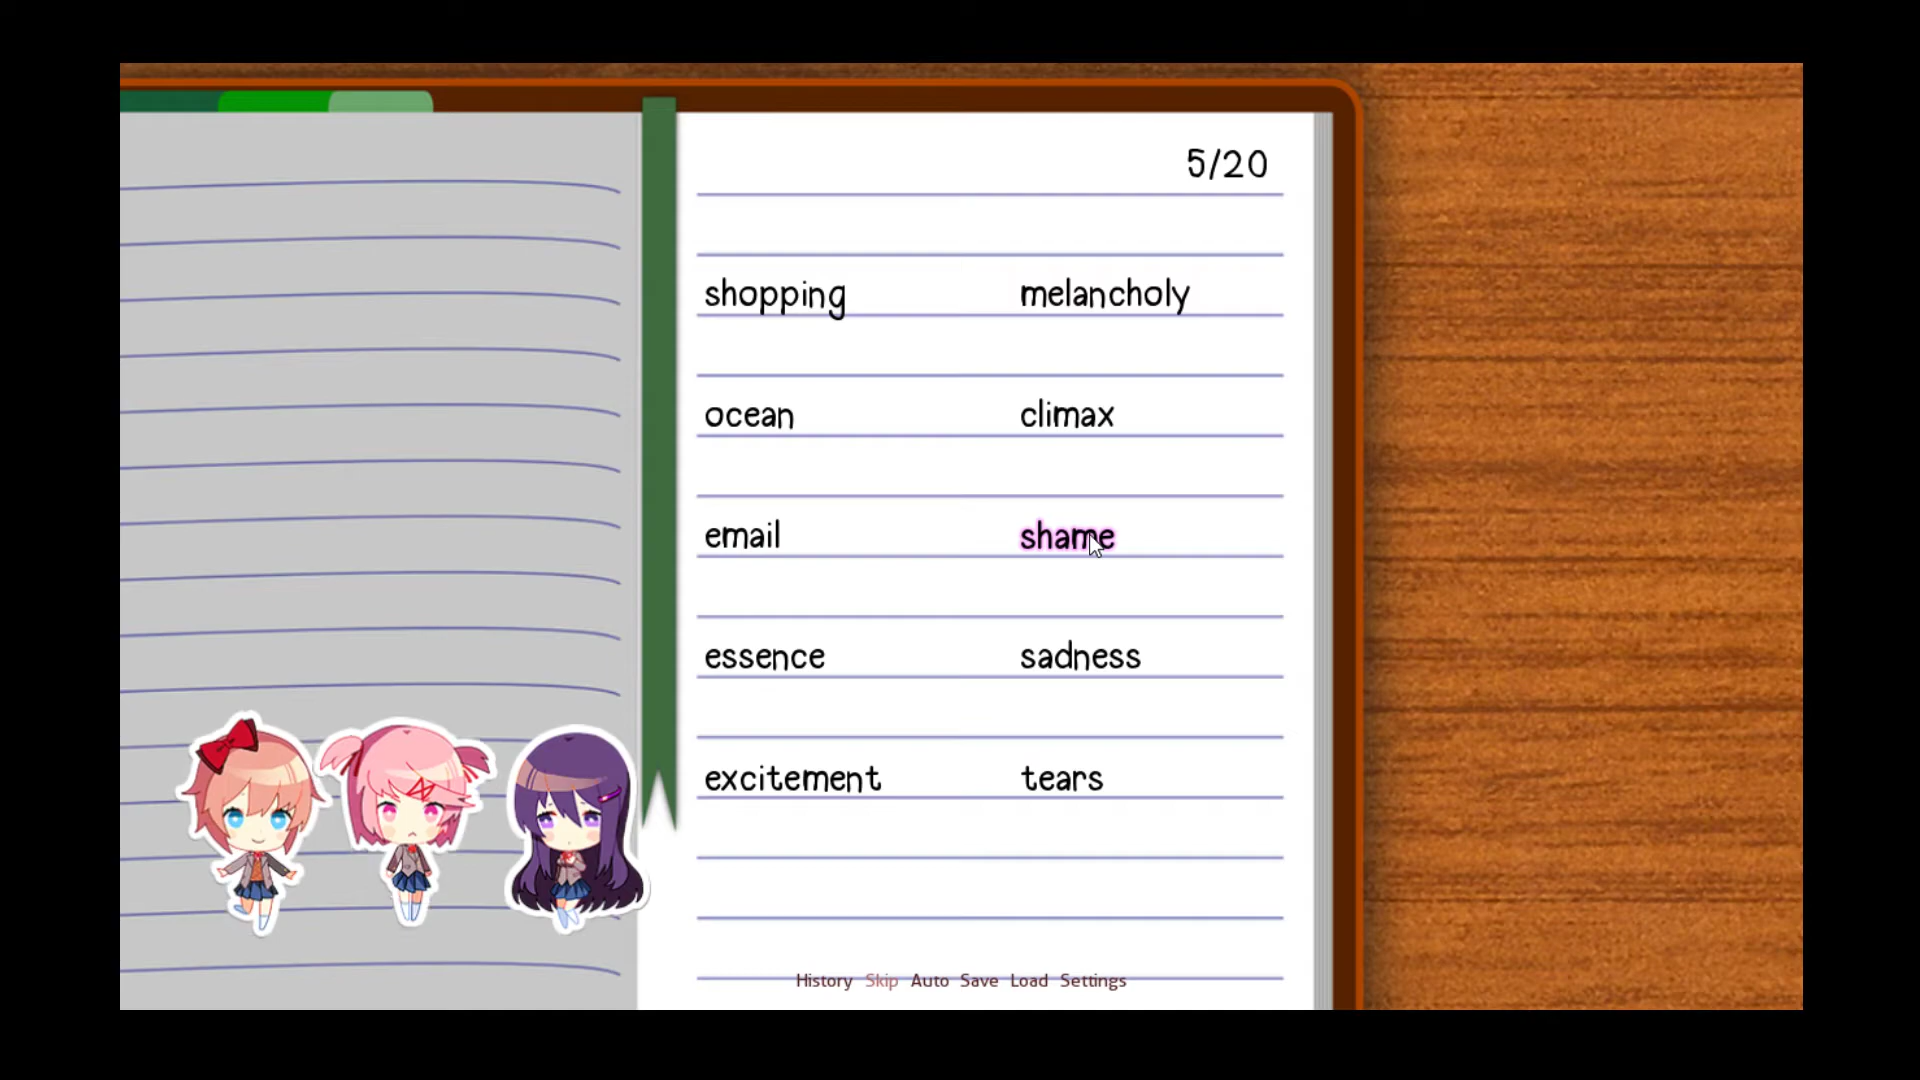 5/20
shopping melancholy
ocean climax
email shame
essence sadness
excitement tears
History Skip Auto Save Load Settings